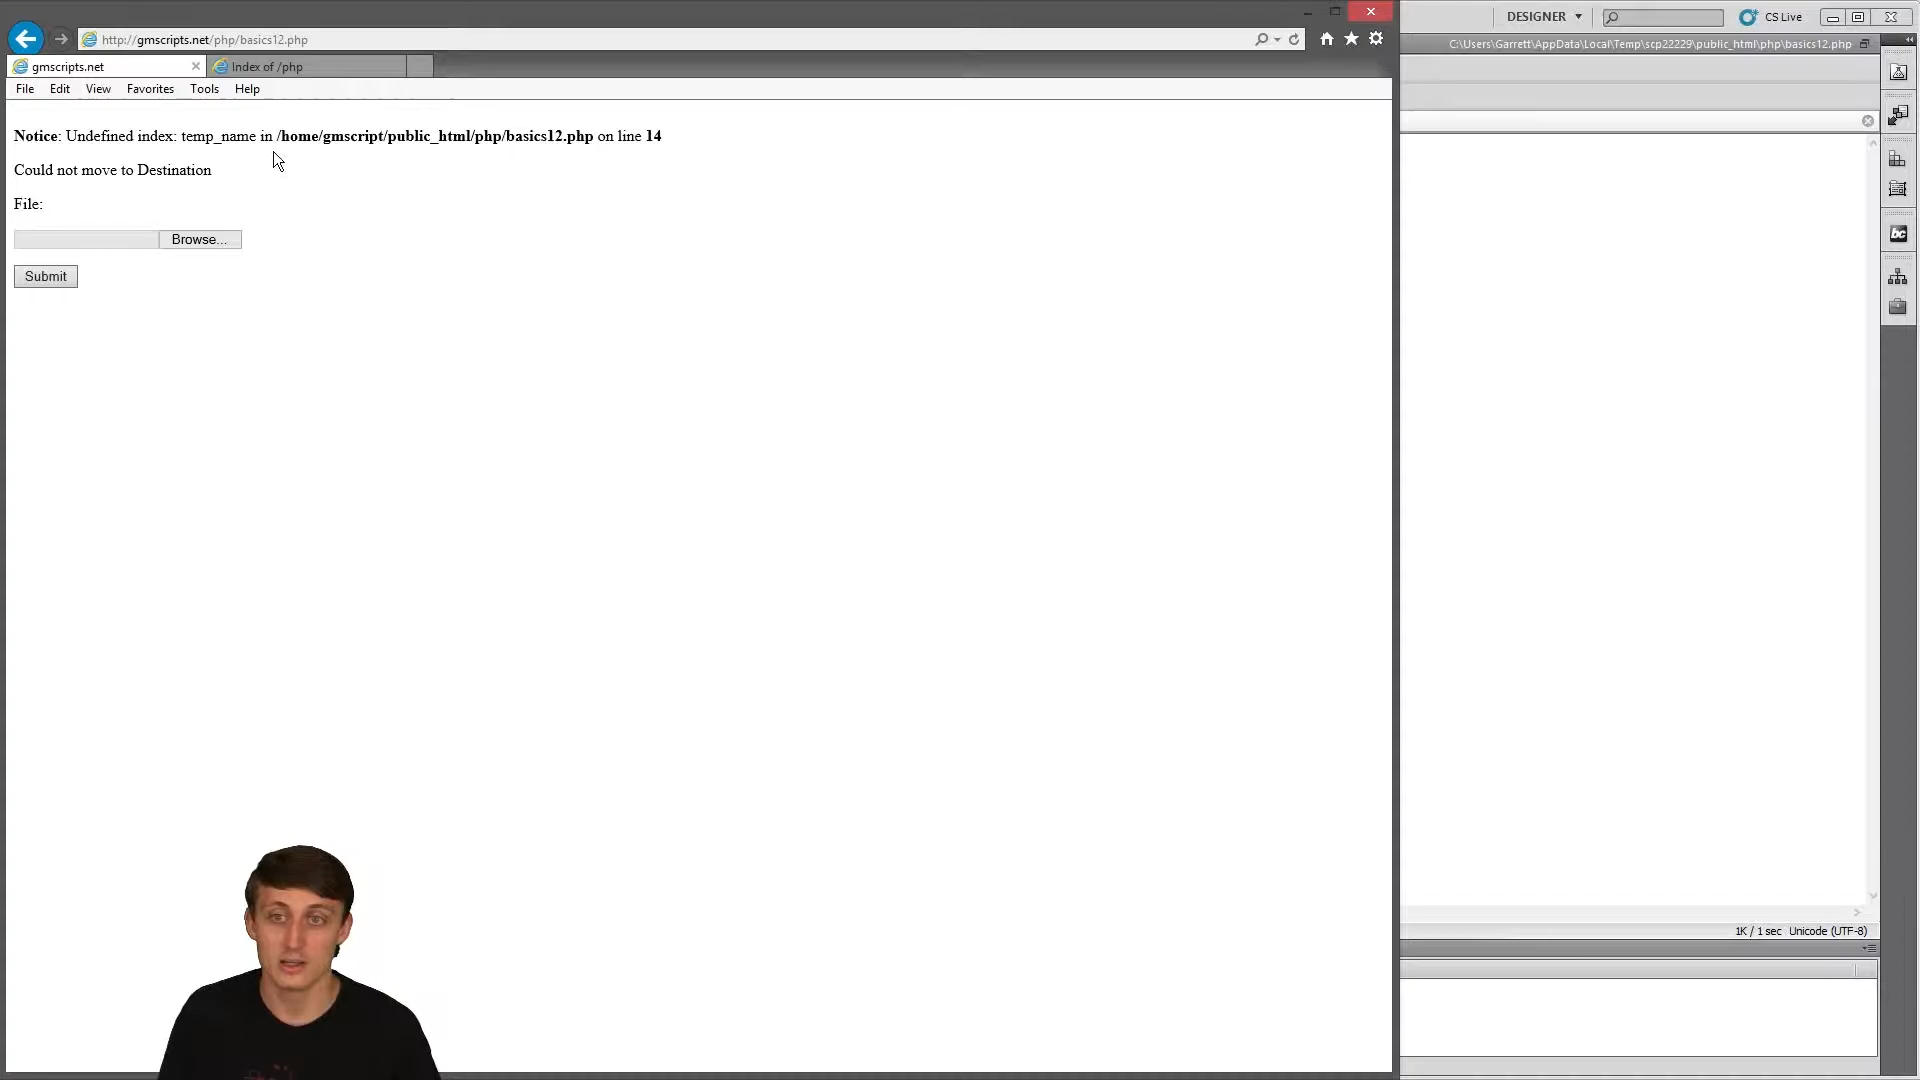 DESIGNER
CS Live
http://gmscripts.net/php/basics12.php
C:\Users\Garrett\AppData\Local\Temp\scp22229\public_html\php\basics12.php
gmscripts.net
Index of /php
File Edit View Favorites Tools Help
Notice: Undefined index: temp_name in /home/gmscript/public_html/php/basics12.php on line 14
Could not move to Destination
File:
Browse...
Submit
bc
1K / 1 sec Unicode (UTF-8)